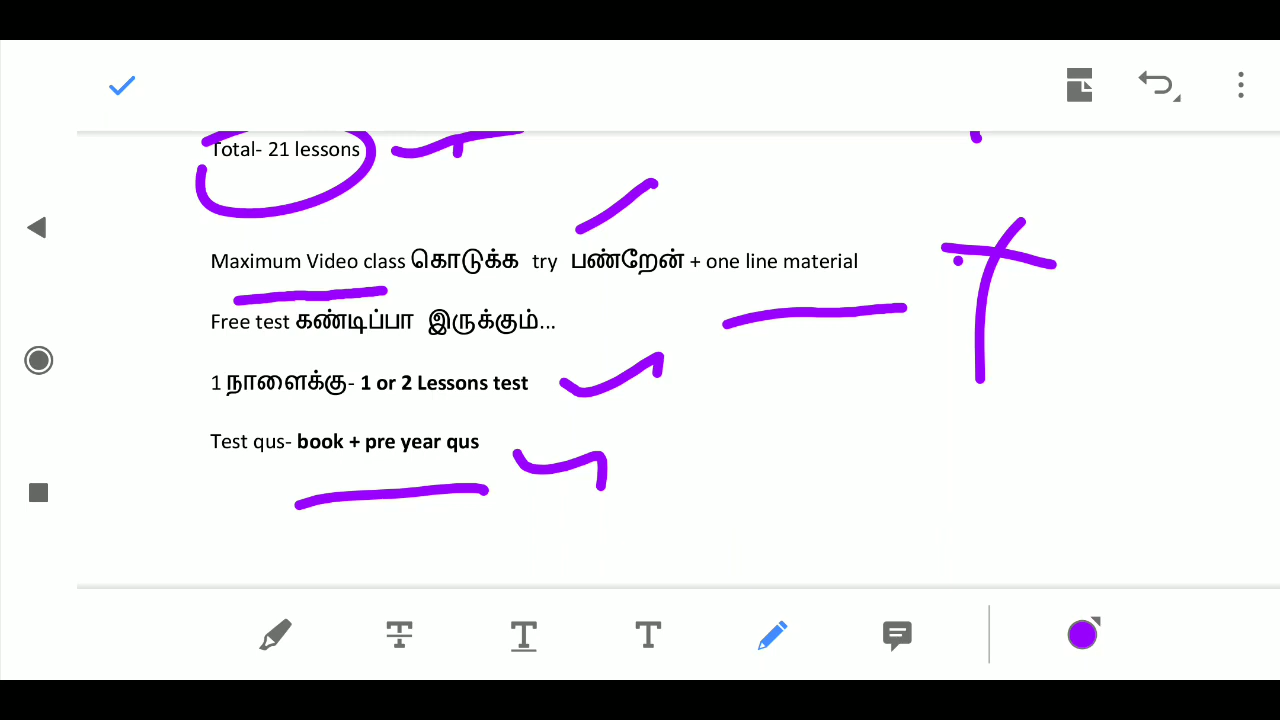 Total- 21 lessons
Maximum Video class கொடுக்க try பண்றேன் + one line material
Free test கண்டிப்பா இருக்கும்...
1 நாளைக்கு- 1 or 2 Lessons test
Test qus- book + pre year qus